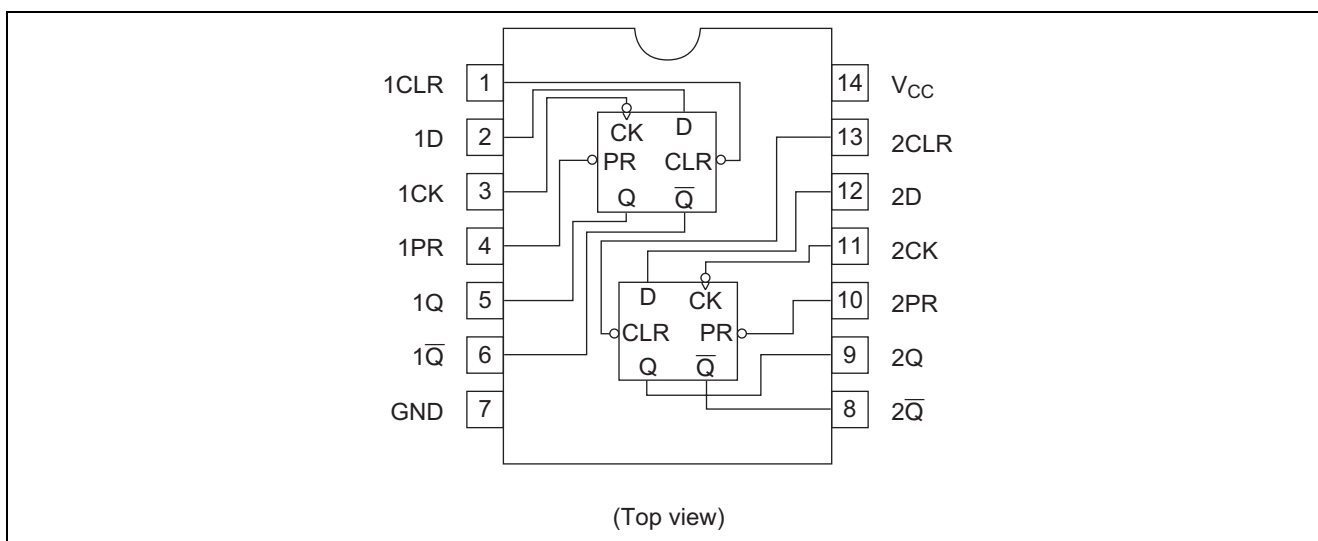 1CLR 1
1D 2
1CK 3
1PR 4
1Q 5
1Q̅ 6
GND 7
CK D
PR CLR
Q Q̅
D CK
CLR PR
Q Q̅
14 VCC
13 2CLR
12 2D
11 2CK
10 2PR
9 2Q
8 2Q̅
(Top view)